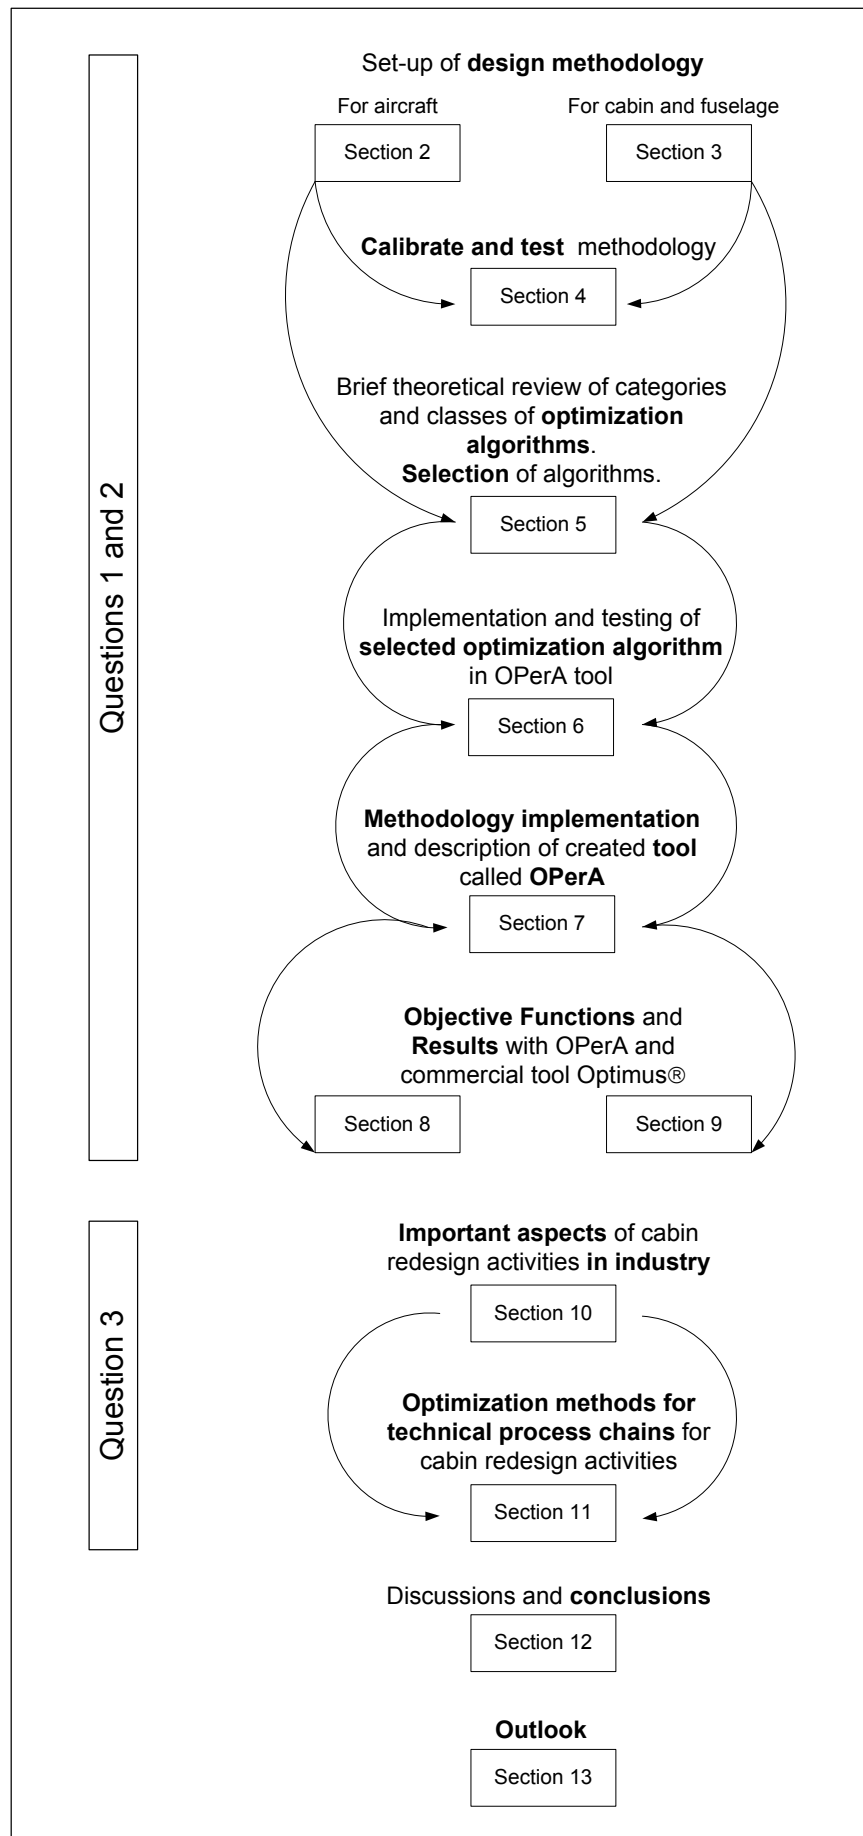 Set-up of design methodology
For aircraft
For cabin and fuselage
Section 2
Section 3
Calibrate and test methodology
Section 4
Brief theoretical review of categories
and classes of optimization
algorithms.
Selection of algorithms.
Section 5
Implementation and testing of
selected optimization algorithm
in OPerA tool
Section 6
Methodology implementation
and description of created tool
called OPerA
Section 7
Objective Functions and
Results with OPerA and
commercial tool Optimus®
Section 8
Section 9
Questions 1 and 2
Important aspects of cabin
redesign activities in industry
Section 10
Optimization methods for
technical process chains for
cabin redesign activities
Section 11
Question 3
Discussions and conclusions
Section 12
Outlook
Section 13